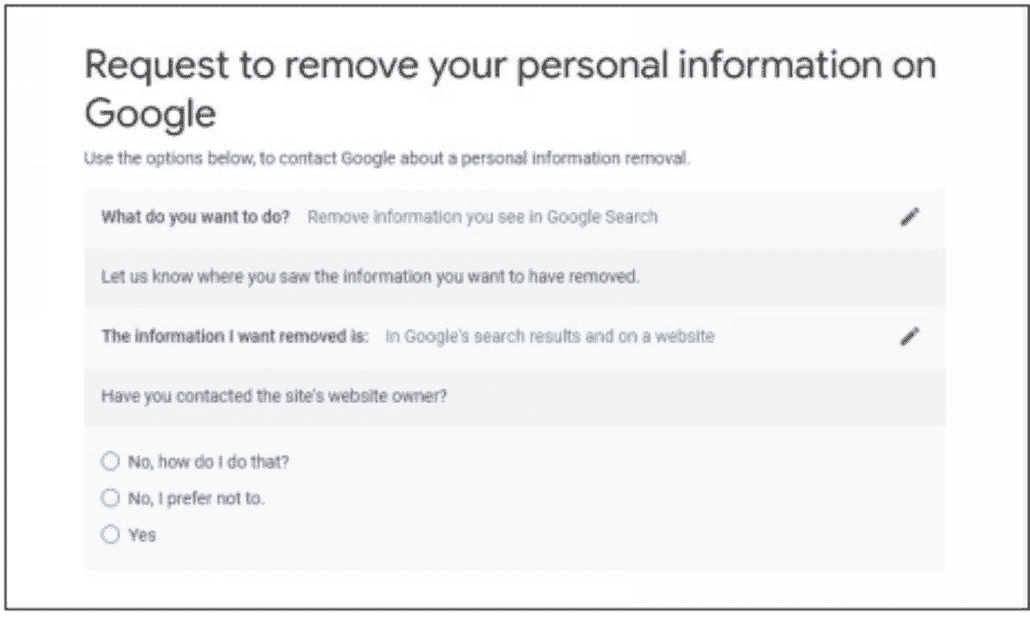 Request to remove your personal information on
Google
Use the options below, to contact Google about a personal information removal.
What do you want to do? Remove information you see in Google Search
Let us know where you saw the information you want to have removed.
The information I want removed is: In Google's search results and on a website
Have you contacted the site's website owner?
No, how do I do that?
No, I prefer not to.
Yes